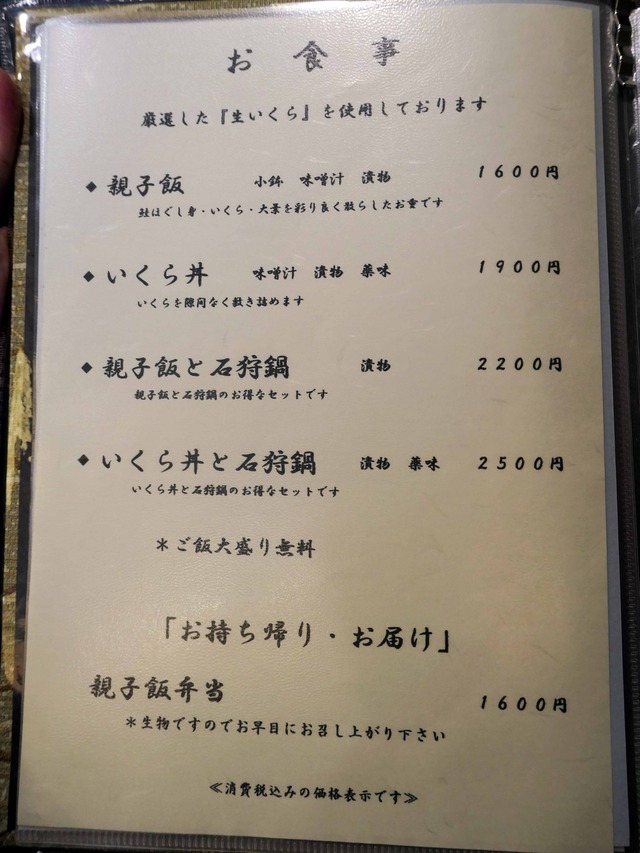 お食事
厳選した『生いくら』を使用しております
◆ 親子飯 小鉢 味噌汁 漬物 1600円
鮭ほぐし身・いくら・大葉を彩り良く散らしたお重です
◆ いくら丼 味噌汁 漬物 薬味 1900円
いくらを隙間なく敷き詰めます
◆ 親子飯と石狩鍋 漬物 2200円
親子飯と石狩鍋のお得なセットです
◆ いくら丼と石狩鍋 漬物 薬味 2500円
いくら丼と石狩鍋のお得なセットです
＊ご飯大盛り無料
「お持ち帰り・お届け」
親子飯弁当 1600円
＊生物ですのでお早目にお召し上がり下さい
≪消費税込みの価格表示です≫